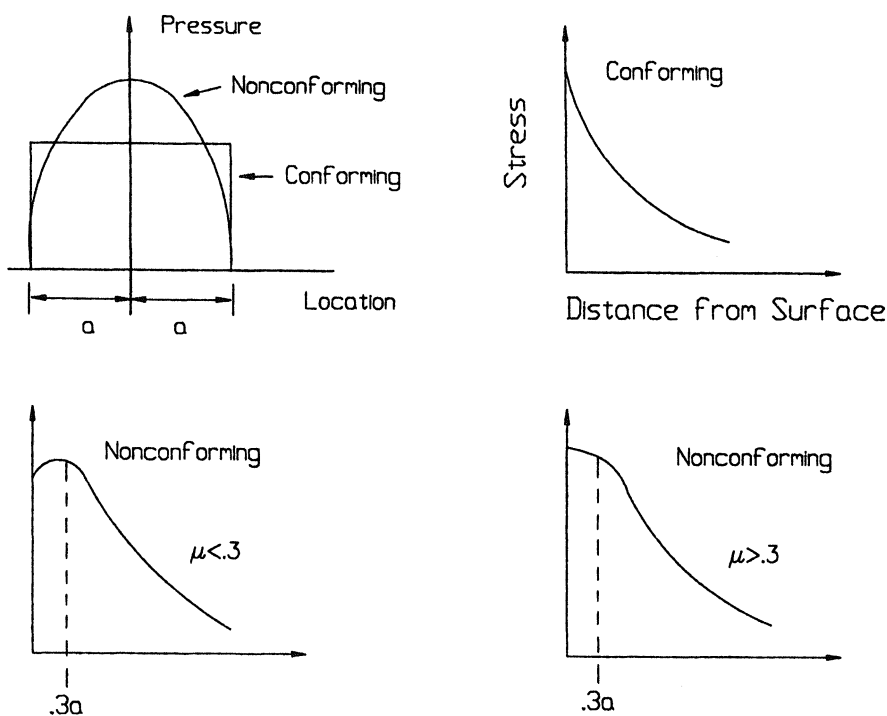 Pressure
Nonconforming
Conforming
Location
a
a
Conforming
Stress
Distance from Surface
Nonconforming
μ<.3
.3a
Nonconforming
μ>.3
.3a